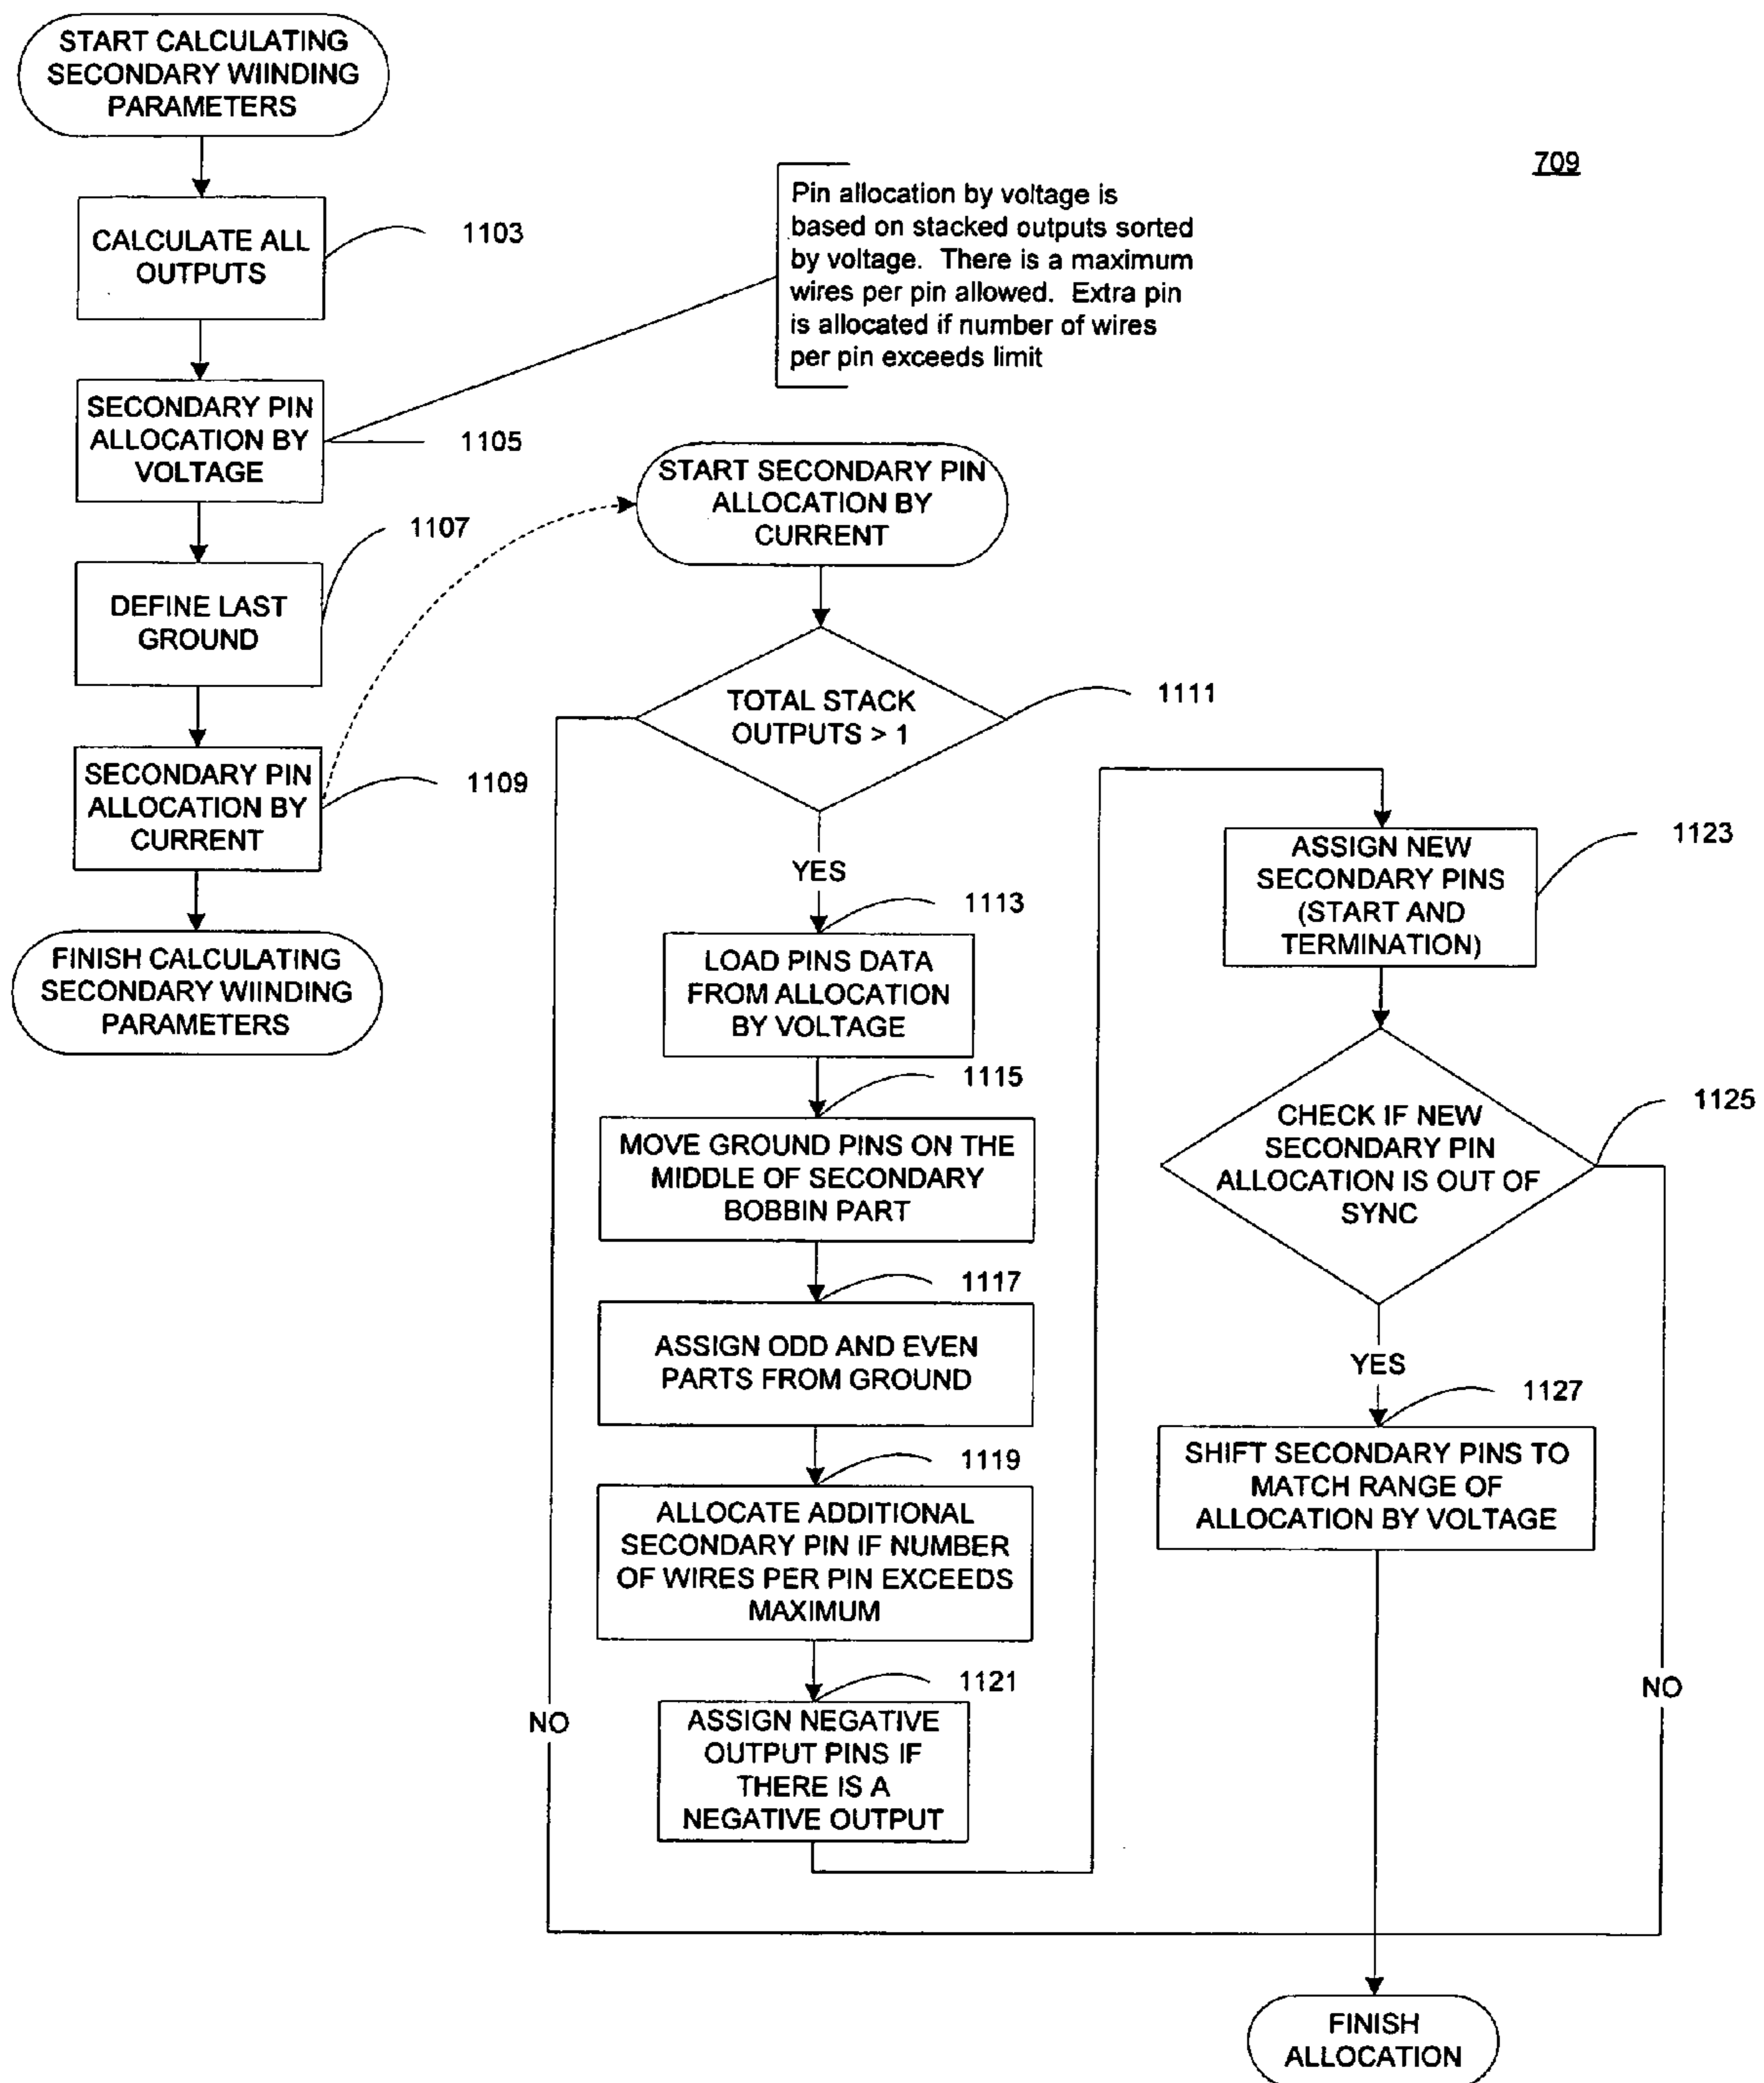 START CALCULATING
SECONDARY WIINDING
PARAMETERS
709
CALCULATE ALL
OUTPUTS
1103
Pin allocation by voltage is
based on stacked outputs sorted
by voltage. There is a maximum
wires per pin allowed. Extra pin
is allocated if number of wires
per pin exceeds limit
SECONDARY PIN
ALLOCATION BY
VOLTAGE
1105
DEFINE LAST
GROUND
1107
SECONDARY PIN
ALLOCATION BY
CURRENT
1109
FINISH CALCULATING
SECONDARY WIINDING
PARAMETERS
START SECONDARY PIN
ALLOCATION BY
CURRENT
TOTAL STACK
OUTPUTS > 1
1111
YES
1113
LOAD PINS DATA
FROM ALLOCATION
BY VOLTAGE
1115
MOVE GROUND PINS ON THE
MIDDLE OF SECONDARY
BOBBIN PART
1117
ASSIGN ODD AND EVEN
PARTS FROM GROUND
1119
ALLOCATE ADDITIONAL
SECONDARY PIN IF NUMBER
OF WIRES PER PIN EXCEEDS
MAXIMUM
1121
ASSIGN NEGATIVE
OUTPUT PINS IF
THERE IS A
NEGATIVE OUTPUT
NO
1123
ASSIGN NEW
SECONDARY PINS
(START AND
TERMINATION)
1125
CHECK IF NEW
SECONDARY PIN
ALLOCATION IS OUT OF
SYNC
YES
1127
SHIFT SECONDARY PINS TO
MATCH RANGE OF
ALLOCATION BY VOLTAGE
NO
FINISH
ALLOCATION